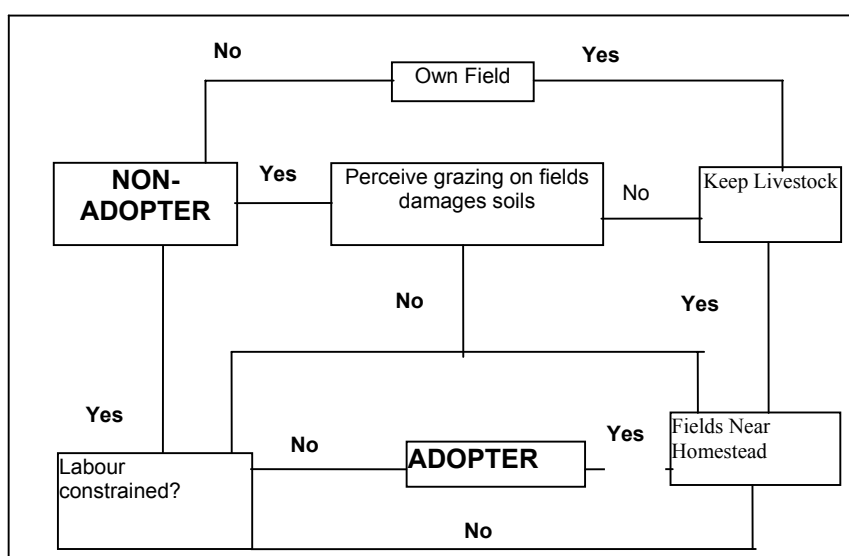 No
Yes
Own Field
NON-
ADOPTER
Yes
Perceive grazing on fields
damages soils
No
Keep Livestock
No
Yes
Yes
Labour
constrained?
No
ADOPTER
Yes
Fields Near
Homestead
No